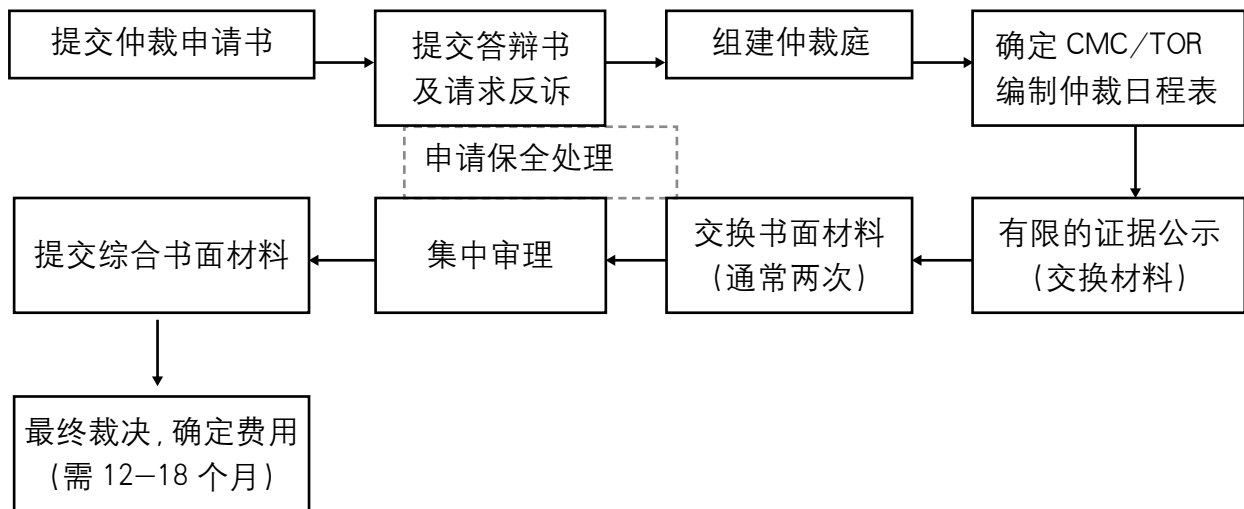 提交仲裁申请书
提交答辩书
及请求反诉
组建仲裁庭
确定 CMC/TOR
编制仲裁日程表
申请保全处理
提交综合书面材料
集中审理
交换书面材料
(通常两次)
有限的证据公示
(交换材料)
最终裁决,确定费用
(需 12—18 个月)